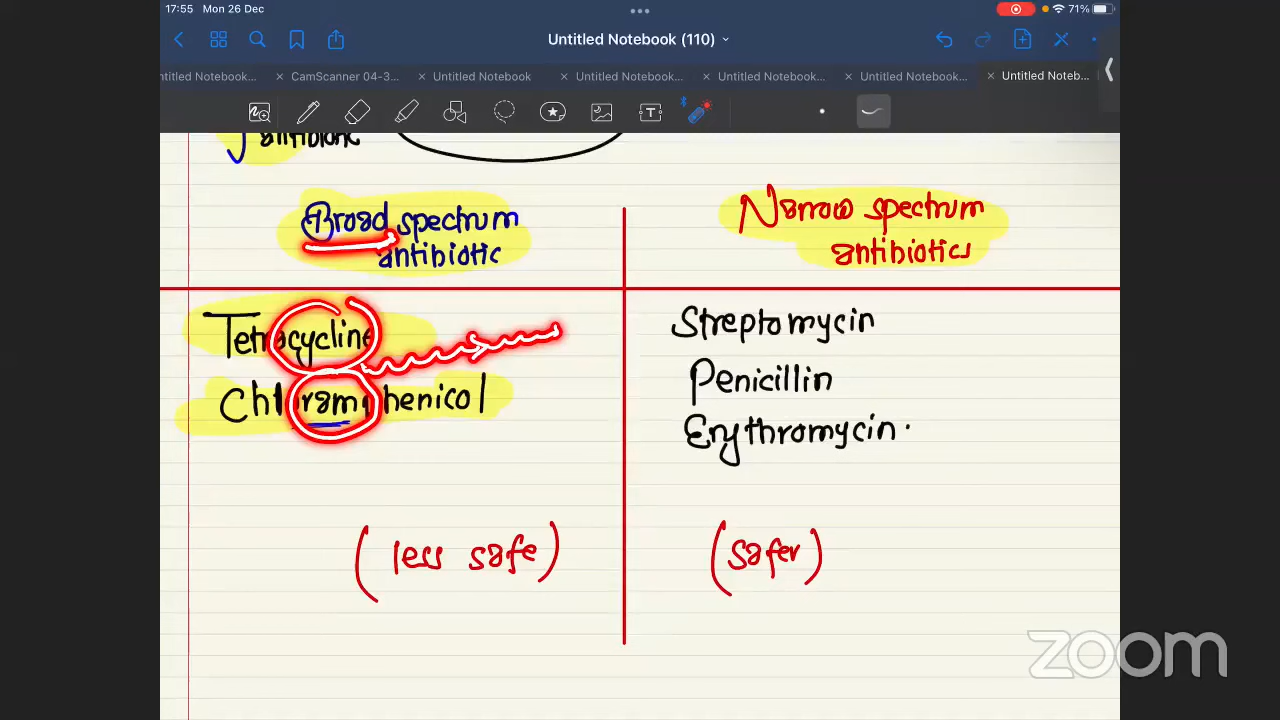 17:55 Mon 26 Dec
71%
Untitled Notebook (110)
ntitled Notebook...
CamScanner 04-3...
Untitled Notebook
Untitled Notebook...
Untitled Notebook...
Untitled Notebook...
Untitled Noteb...
antibiotic
Broad spectrum
antibiotic
Narrow spectrum
antibiotics
Tetracycline
Chloramphenicol
Streptomycin
Penicillin
Erythromycin.
(less safe)
(safer)
zoom